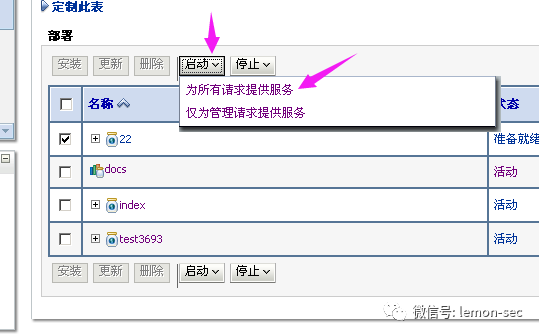 定制此表
部署
安装 更新 删除 启动 停止
为所有请求提供服务
仅为管理请求提供服务
名称 状态
22 准备就绪
docs 活动
index 活动
test3693 活动
安装 更新 删除 启动 停止
微信号: lemon-sec